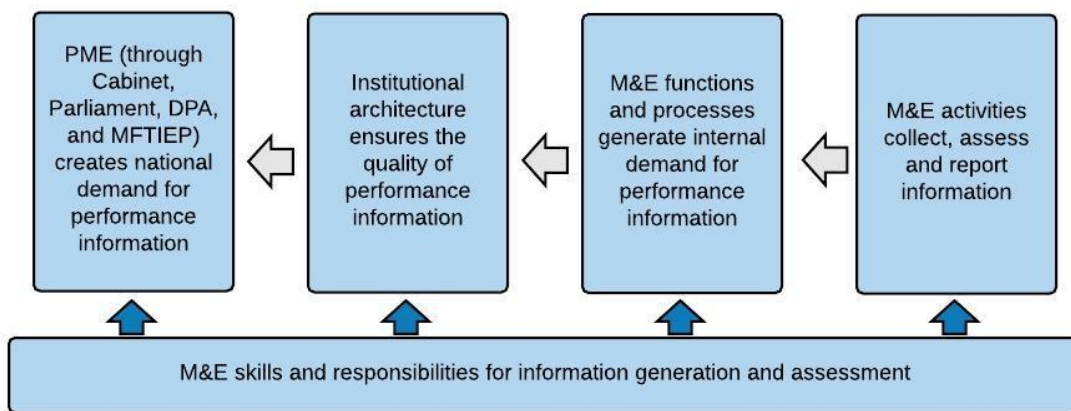 PME (through
Cabinet,
Parliament, DPA,
and MFTIEP)
creates national
demand for
performance
information
Institutional
architecture
ensures the
quality of
performance
information
M&E functions
and processes
generate internal
demand for
performance
information
M&E activities
collect, assess
and report
information
M&E skills and responsibilities for information generation and assessment